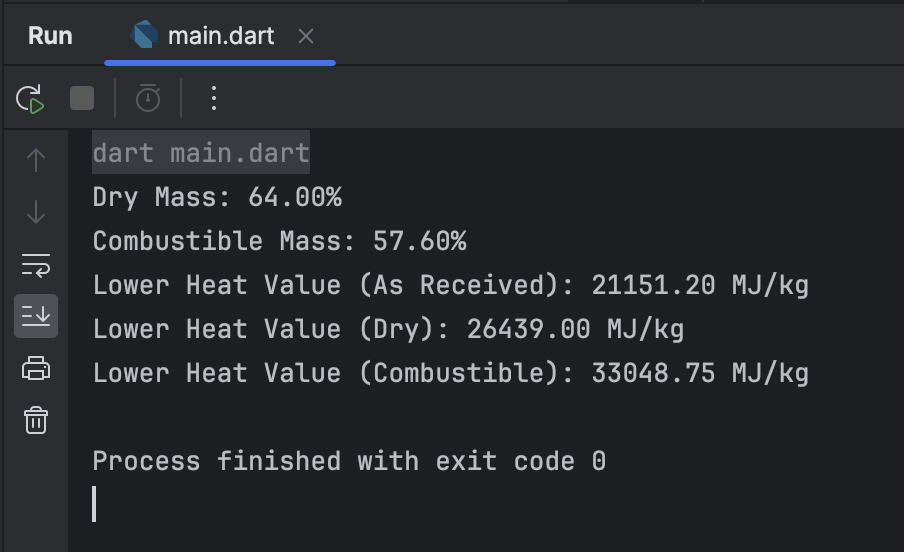 Run main.dart
dart main.dart
Dry Mass: 64.00%
Combustible Mass: 57.60%
Lower Heat Value (As Received): 21151.20 MJ/kg
Lower Heat Value (Dry): 26439.00 MJ/kg
Lower Heat Value (Combustible): 33048.75 MJ/kg
Process finished with exit code 0